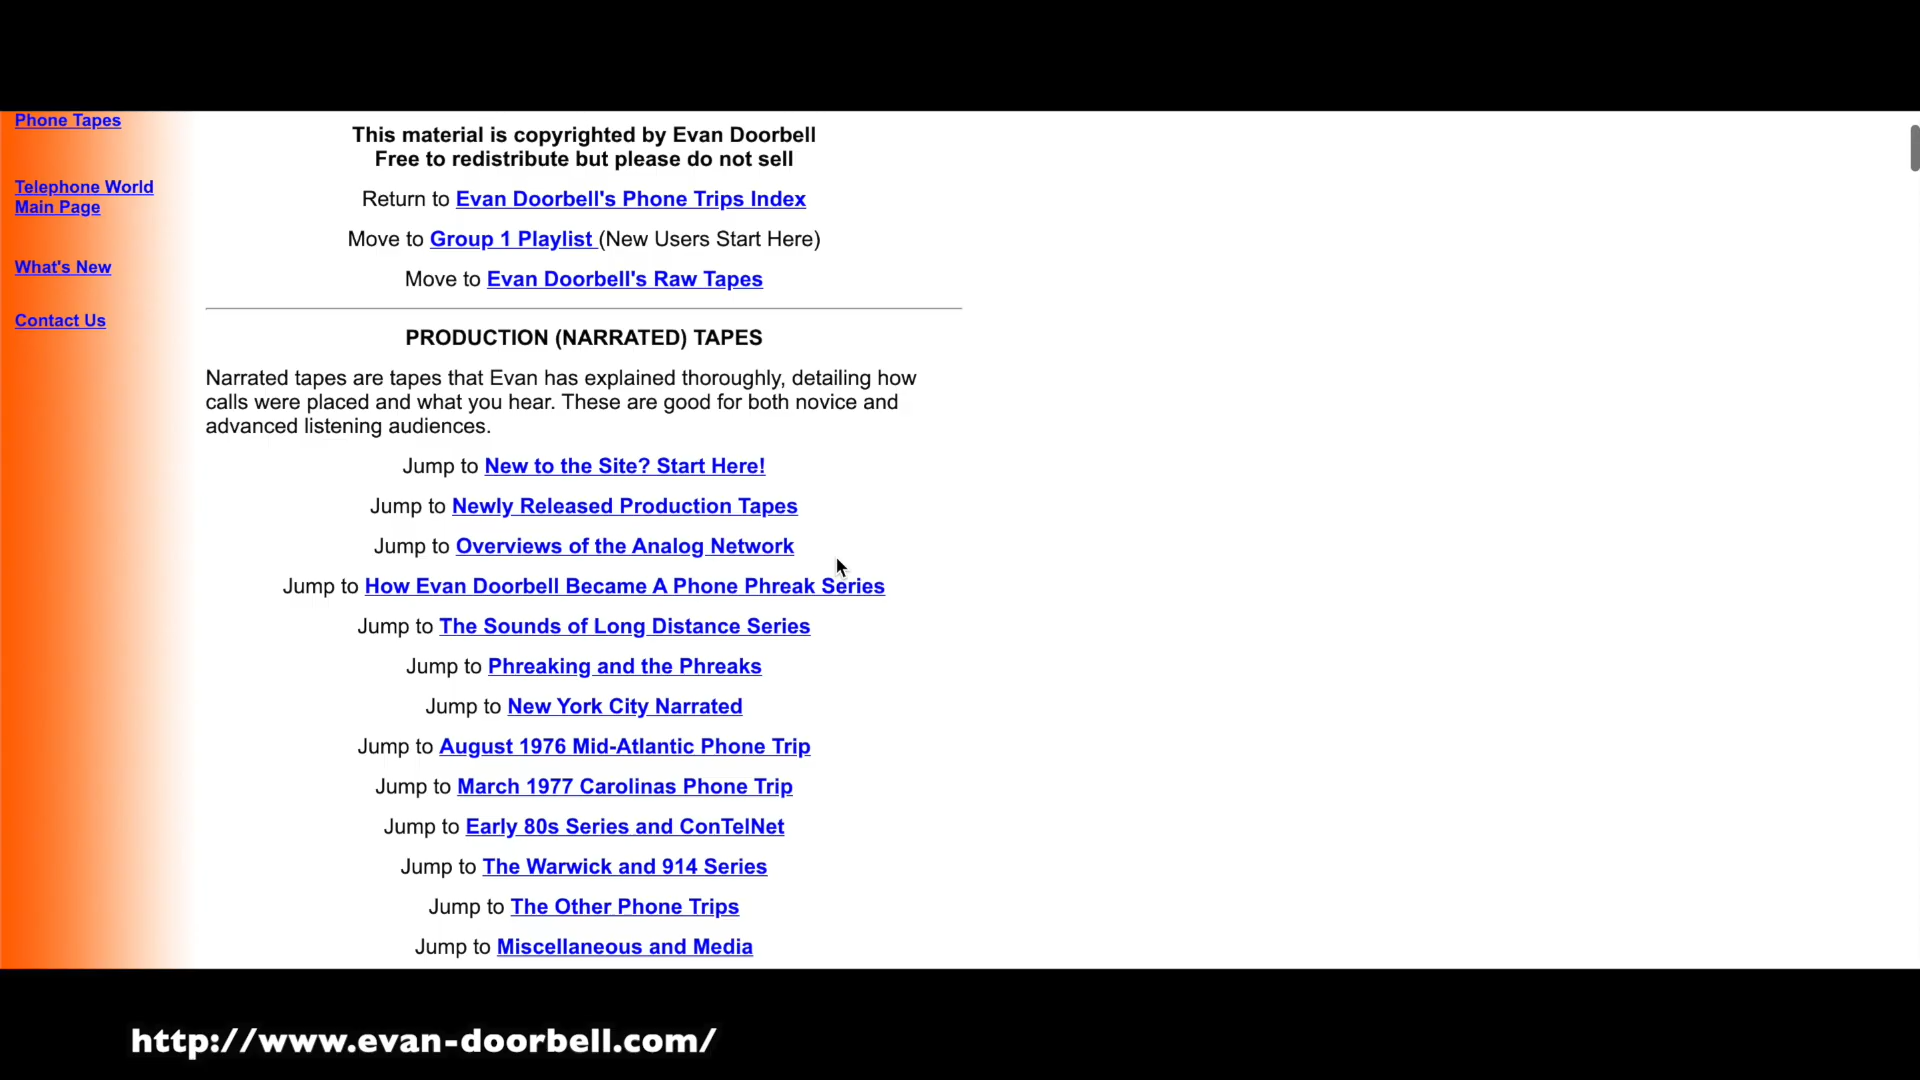 Phone Tapes
Telephone World
Main Page
What's New
Contact Us
This material is copyrighted by Evan Doorbell
Free to redistribute but please do not sell
Return to Evan Doorbell's Phone Trips Index
Move to Group 1 Playlist (New Users Start Here)
Move to Evan Doorbell's Raw Tapes
PRODUCTION (NARRATED) TAPES
Narrated tapes are tapes that Evan has explained thoroughly, detailing how
calls were placed and what you hear. These are good for both novice and
advanced listening audiences.
Jump to New to the Site? Start Here!
Jump to Newly Released Production Tapes
Jump to Overviews of the Analog Network
Jump to How Evan Doorbell Became A Phone Phreak Series
Jump to The Sounds of Long Distance Series
Jump to Phreaking and the Phreaks
Jump to New York City Narrated
Jump to August 1976 Mid-Atlantic Phone Trip
Jump to March 1977 Carolinas Phone Trip
Jump to Early 80s Series and ConTelNet
Jump to The Warwick and 914 Series
Jump to The Other Phone Trips
Jump to Miscellaneous and Media
http://www.evan-doorbell.com/